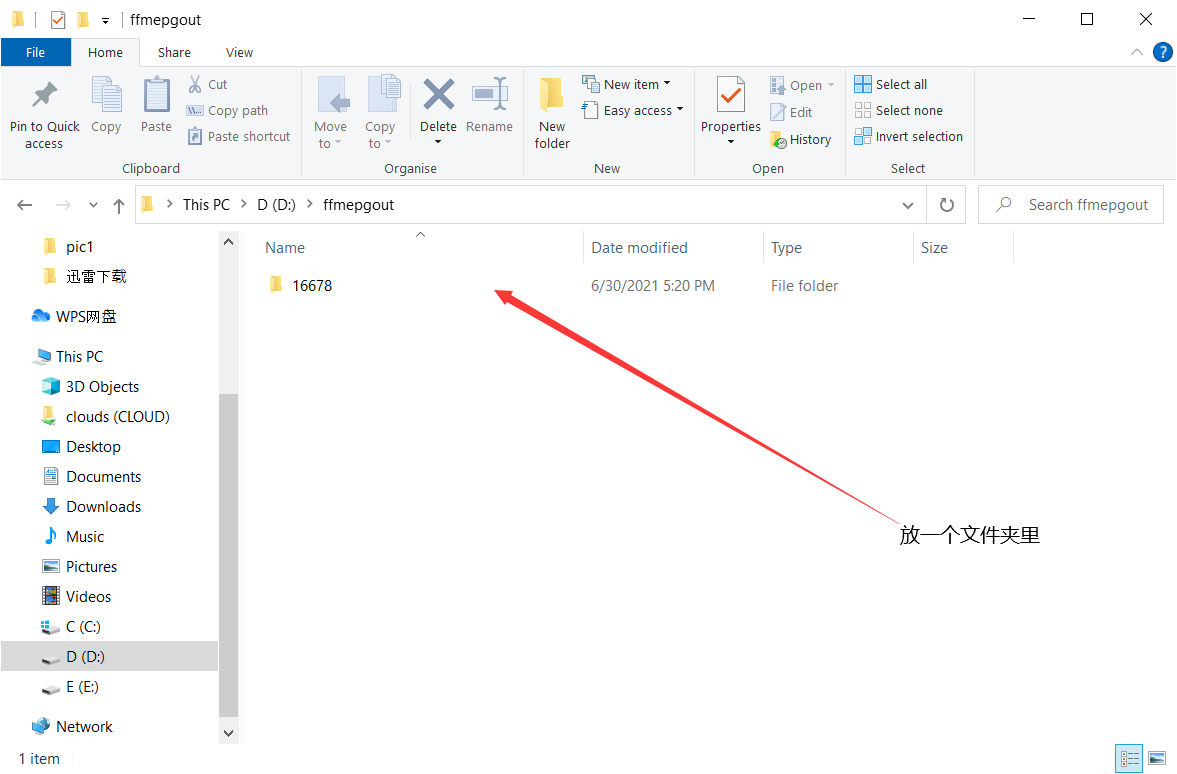 ffmepgout
File Home Share View
Pin to Quick access
Copy
Paste
Cut
Copy path
Paste shortcut
Clipboard
Move to
Copy to
Delete
Rename
Organise
New folder
New item
Easy access
New
Properties
Open
Edit
History
Open
Select all
Select none
Invert selection
Select
This PC > D (D:) > ffmepgout
Search ffmepgout
Name Date modified Type Size
16678 6/30/2021 5:20 PM File folder
pic1
迅雷下载
WPS网盘
This PC
3D Objects
clouds (CLOUD)
Desktop
Documents
Downloads
Music
Pictures
Videos
C (C:)
D (D:)
E (E:)
Network
放一个文件夹里
1 item